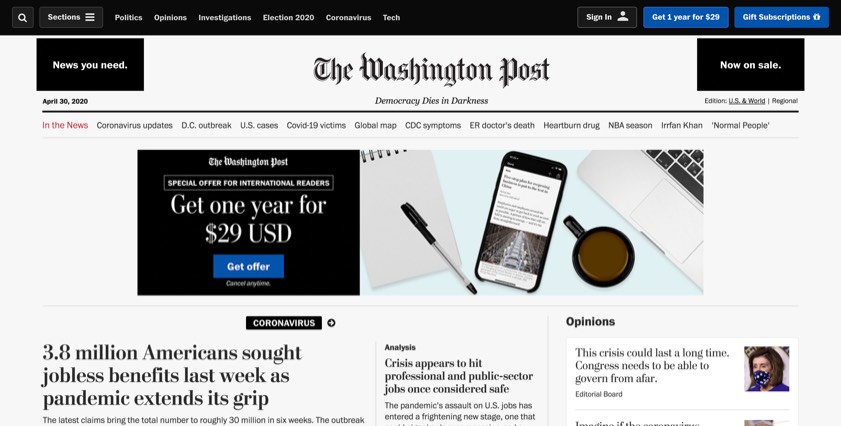 Sections
Politics
Opinions
Investigations
Election 2020
Coronavirus
Tech
Sign In
Get 1 year for $29
Gift Subscriptions
News you need.
The Washington Post
Now on sale.
April 30, 2020
Democracy Dies in Darkness
Edition: U.S. & World | Regional
In the News
Coronavirus updates
D.C. outbreak
U.S. cases
Covid-19 victims
Global map
CDC symptoms
ER doctor's death
Heartburn drug
NBA season
Irrfan Khan
'Normal People'
The Washington Post
SPECIAL OFFER FOR INTERNATIONAL READERS
Get one year for
$29 USD
Get offer
Cancel anytime.
CORONAVIRUS
3.8 million Americans sought
jobless benefits last week as
pandemic extends its grip
The latest claims bring the total number to roughly 30 million in six weeks. The outbreak
Analysis
Crisis appears to hit
professional and public-sector
jobs once considered safe
The pandemic's assault on U.S. jobs has
entered a frightening new stage, one that
Opinions
This crisis could last a long time.
Congress needs to be able to
govern from afar.
Editorial Board
Imagine if the coronavirus